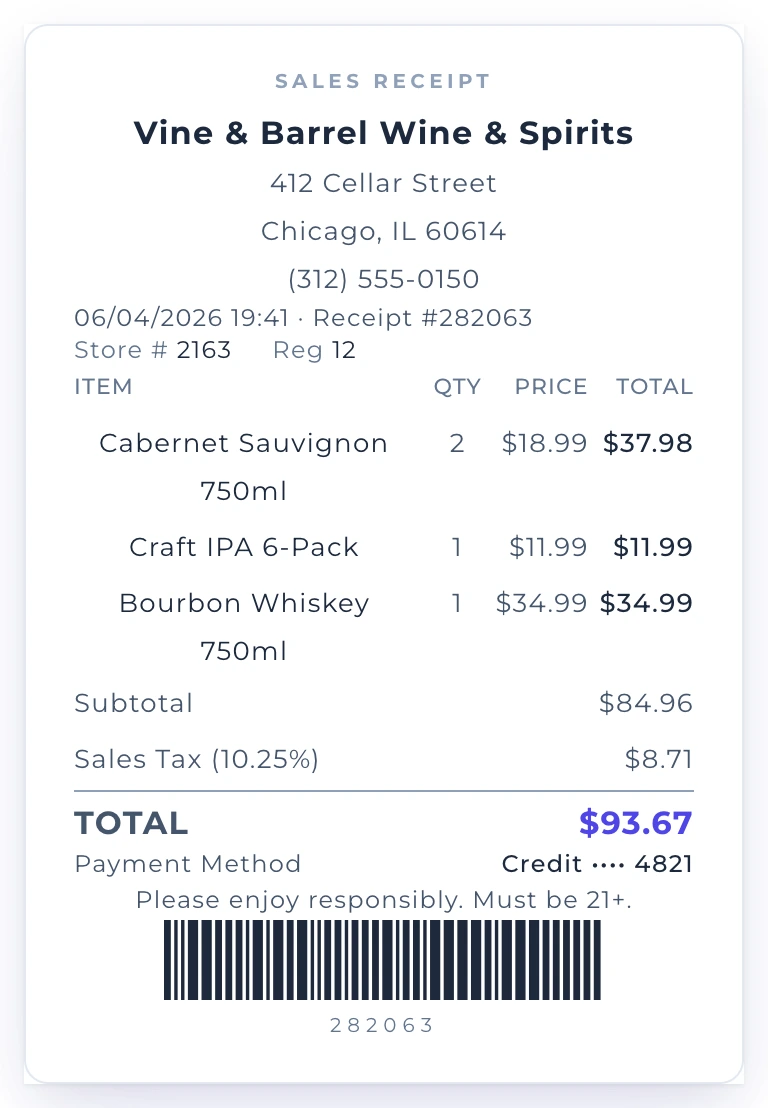 SALES RECEIPT
Vine & Barrel Wine & Spirits
412 Cellar Street
Chicago, IL 60614
(312) 555-0150
06/04/2026 19:41 · Receipt #282063
Store # 2163 Reg 12
ITEM QTY PRICE TOTAL
Cabernet Sauvignon 2 $18.99 $37.98
750ml
Craft IPA 6-Pack 1 $11.99 $11.99
Bourbon Whiskey 1 $34.99 $34.99
750ml
Subtotal $84.96
Sales Tax (10.25%) $8.71
TOTAL $93.67
Payment Method Credit •••• 4821
Please enjoy responsibly. Must be 21+.
282063